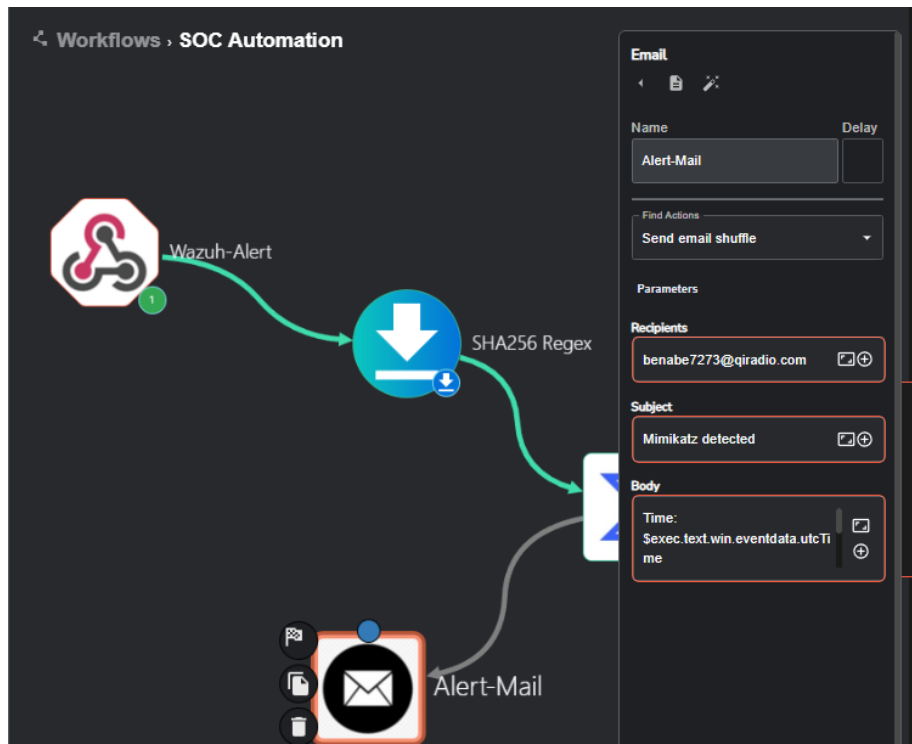 Workflows › SOC Automation
Wazuh-Alert
1
SHA256 Regex
Alert-Mail
Email
Name
Delay
Alert-Mail
Find Actions
Send email shuffle
Parameters
Recipients
benabe7273@qiradio.com
Subject
Mimikatz detected
Body
Time:
$exec.text.win.eventdata.utcTi
me